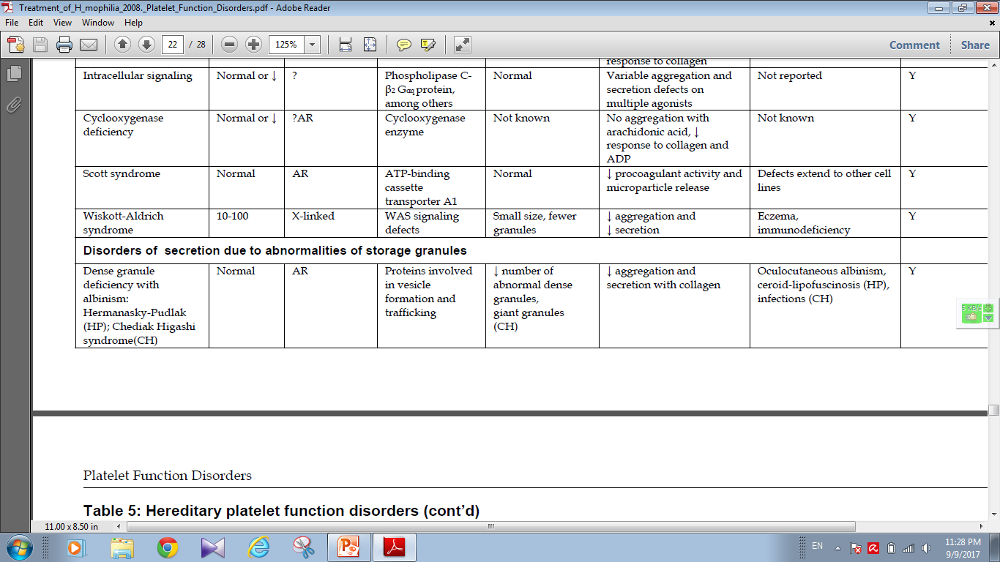 Treatment_of_H_mophilia_2008._Platelet_Function_Disorders.pdf - Adobe Reader
File Edit View Window Help
22 / 28 125% Comment Share
response to collagen
Intracellular signaling Normal or ↓ ? Phospholipase C- Normal Variable aggregation and Not reported Y
β2 Gαq protein, secretion defects on
among others multiple agonists
Cyclooxygenase Normal or ↓ ?AR Cyclooxygenase Not known No aggregation with Not known Y
deficiency enzyme arachidonic acid, ↓
response to collagen and
ADP
Scott syndrome Normal AR ATP-binding Normal ↓ procoagulant activity and Defects extend to other cell Y
cassette microparticle release lines
transporter A1
Wiskott-Aldrich 10-100 X-linked WAS signaling Small size, fewer ↓ aggregation and Eczema, Y
syndrome defects granules ↓ secretion immunodeficiency
Disorders of secretion due to abnormalities of storage granules
Dense granule Normal AR Proteins involved ↓ number of ↓ aggregation and Oculocutaneous albinism, Y
deficiency with in vesicle abnormal dense secretion with collagen ceroid-lipofuscinosis (HP),
albinism: formation and granules, infections (CH)
Hermanasky-Pudlak trafficking giant granules
(HP); Chediak Higashi (CH)
syndrome(CH)
Platelet Function Disorders
Table 5: Hereditary platelet function disorders (cont’d)
11.00 x 8.50 in
EN 11:28 PM
9/9/2017